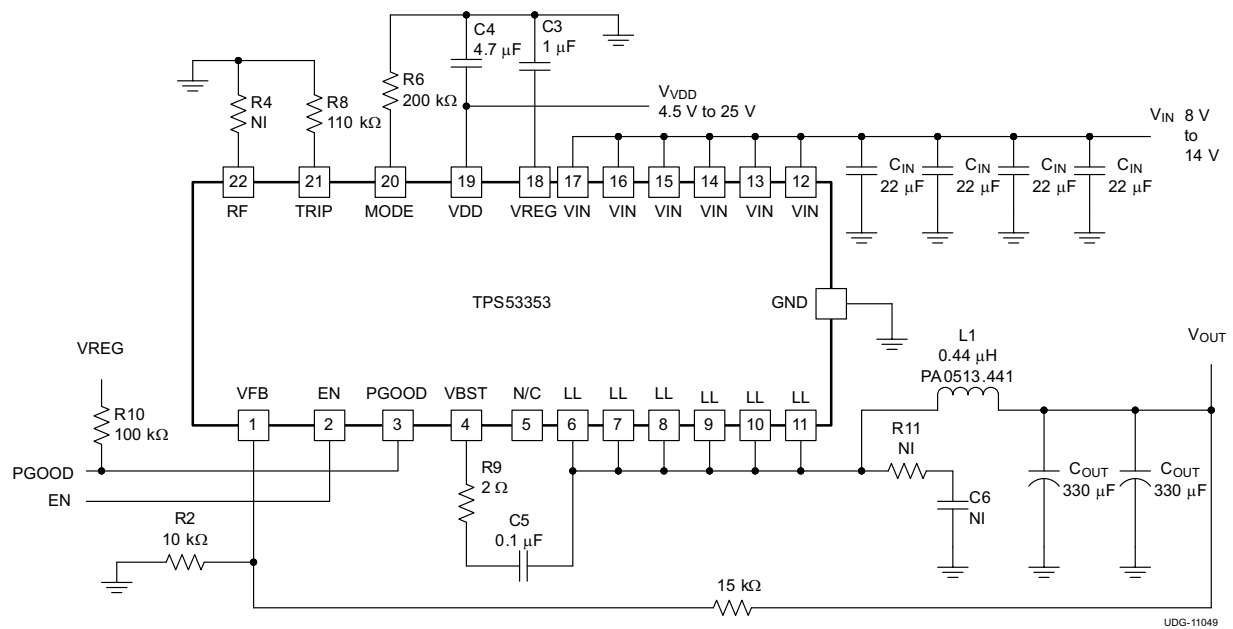 C4
4.7 µF
C3
1 µF
R4
NI
R8
110 kΩ
R6
200 kΩ
VVDD
4.5 V to 25 V
VIN 8 V
to
14 V
CIN
22 µF
CIN
22 µF
CIN
22 µF
CIN
22 µF
22
21
20
19
18
17
16
15
14
13
12
RF
TRIP
MODE
VDD
VREG
VIN
VIN
VIN
VIN
VIN
VIN
TPS53353
GND
VREG
R10
100 kΩ
VFB
EN
PGOOD
VBST
N/C
LL
LL
LL
LL
LL
LL
1
2
3
4
5
6
7
8
9
10
11
L1
0.44 µH
PA0513.441
VOUT
PGOOD
EN
R9
2 Ω
R11
NI
C6
NI
COUT
330 µF
COUT
330 µF
R2
10 kΩ
C5
0.1 µF
15 kΩ
UDG-11049